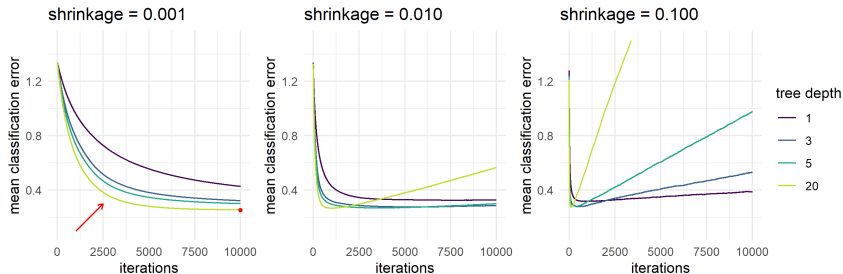 shrinkage = 0.001
mean classification error
1.2
0.8
0.4
0
2500
5000
7500
10000
iterations
shrinkage = 0.010
mean classification error
1.2
0.8
0.4
0
2500
5000
7500
10000
iterations
shrinkage = 0.100
mean classification error
1.2
0.8
0.4
0
2500
5000
7500
10000
iterations
tree depth
1
3
5
20